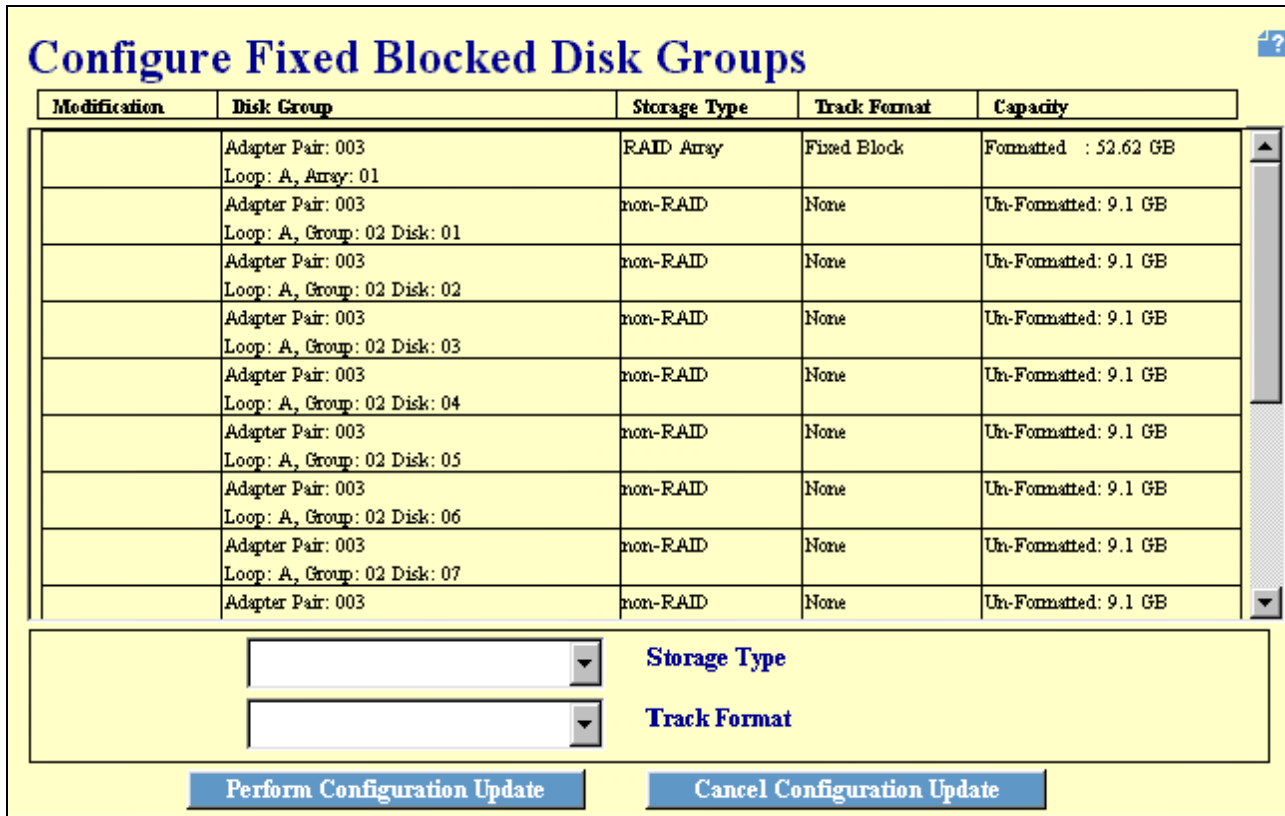 Configure Fixed Blocked Disk Groups
?
Modification Disk Group Storage Type Track Format Capacity
Adapter Pair: 003 RAID Array Fixed Block Formatted : 52.62 GB
Loop: A, Array: 01
Adapter Pair: 003 non-RAID None Un-Formatted: 9.1 GB
Loop: A, Group: 02 Disk: 01
Adapter Pair: 003 non-RAID None Un-Formatted: 9.1 GB
Loop: A, Group: 02 Disk: 02
Adapter Pair: 003 non-RAID None Un-Formatted: 9.1 GB
Loop: A, Group: 02 Disk: 03
Adapter Pair: 003 non-RAID None Un-Formatted: 9.1 GB
Loop: A, Group: 02 Disk: 04
Adapter Pair: 003 non-RAID None Un-Formatted: 9.1 GB
Loop: A, Group: 02 Disk: 05
Adapter Pair: 003 non-RAID None Un-Formatted: 9.1 GB
Loop: A, Group: 02 Disk: 06
Adapter Pair: 003 non-RAID None Un-Formatted: 9.1 GB
Loop: A, Group: 02 Disk: 07
Adapter Pair: 003 non-RAID None Un-Formatted: 9.1 GB
Storage Type
Track Format
Perform Configuration Update Cancel Configuration Update